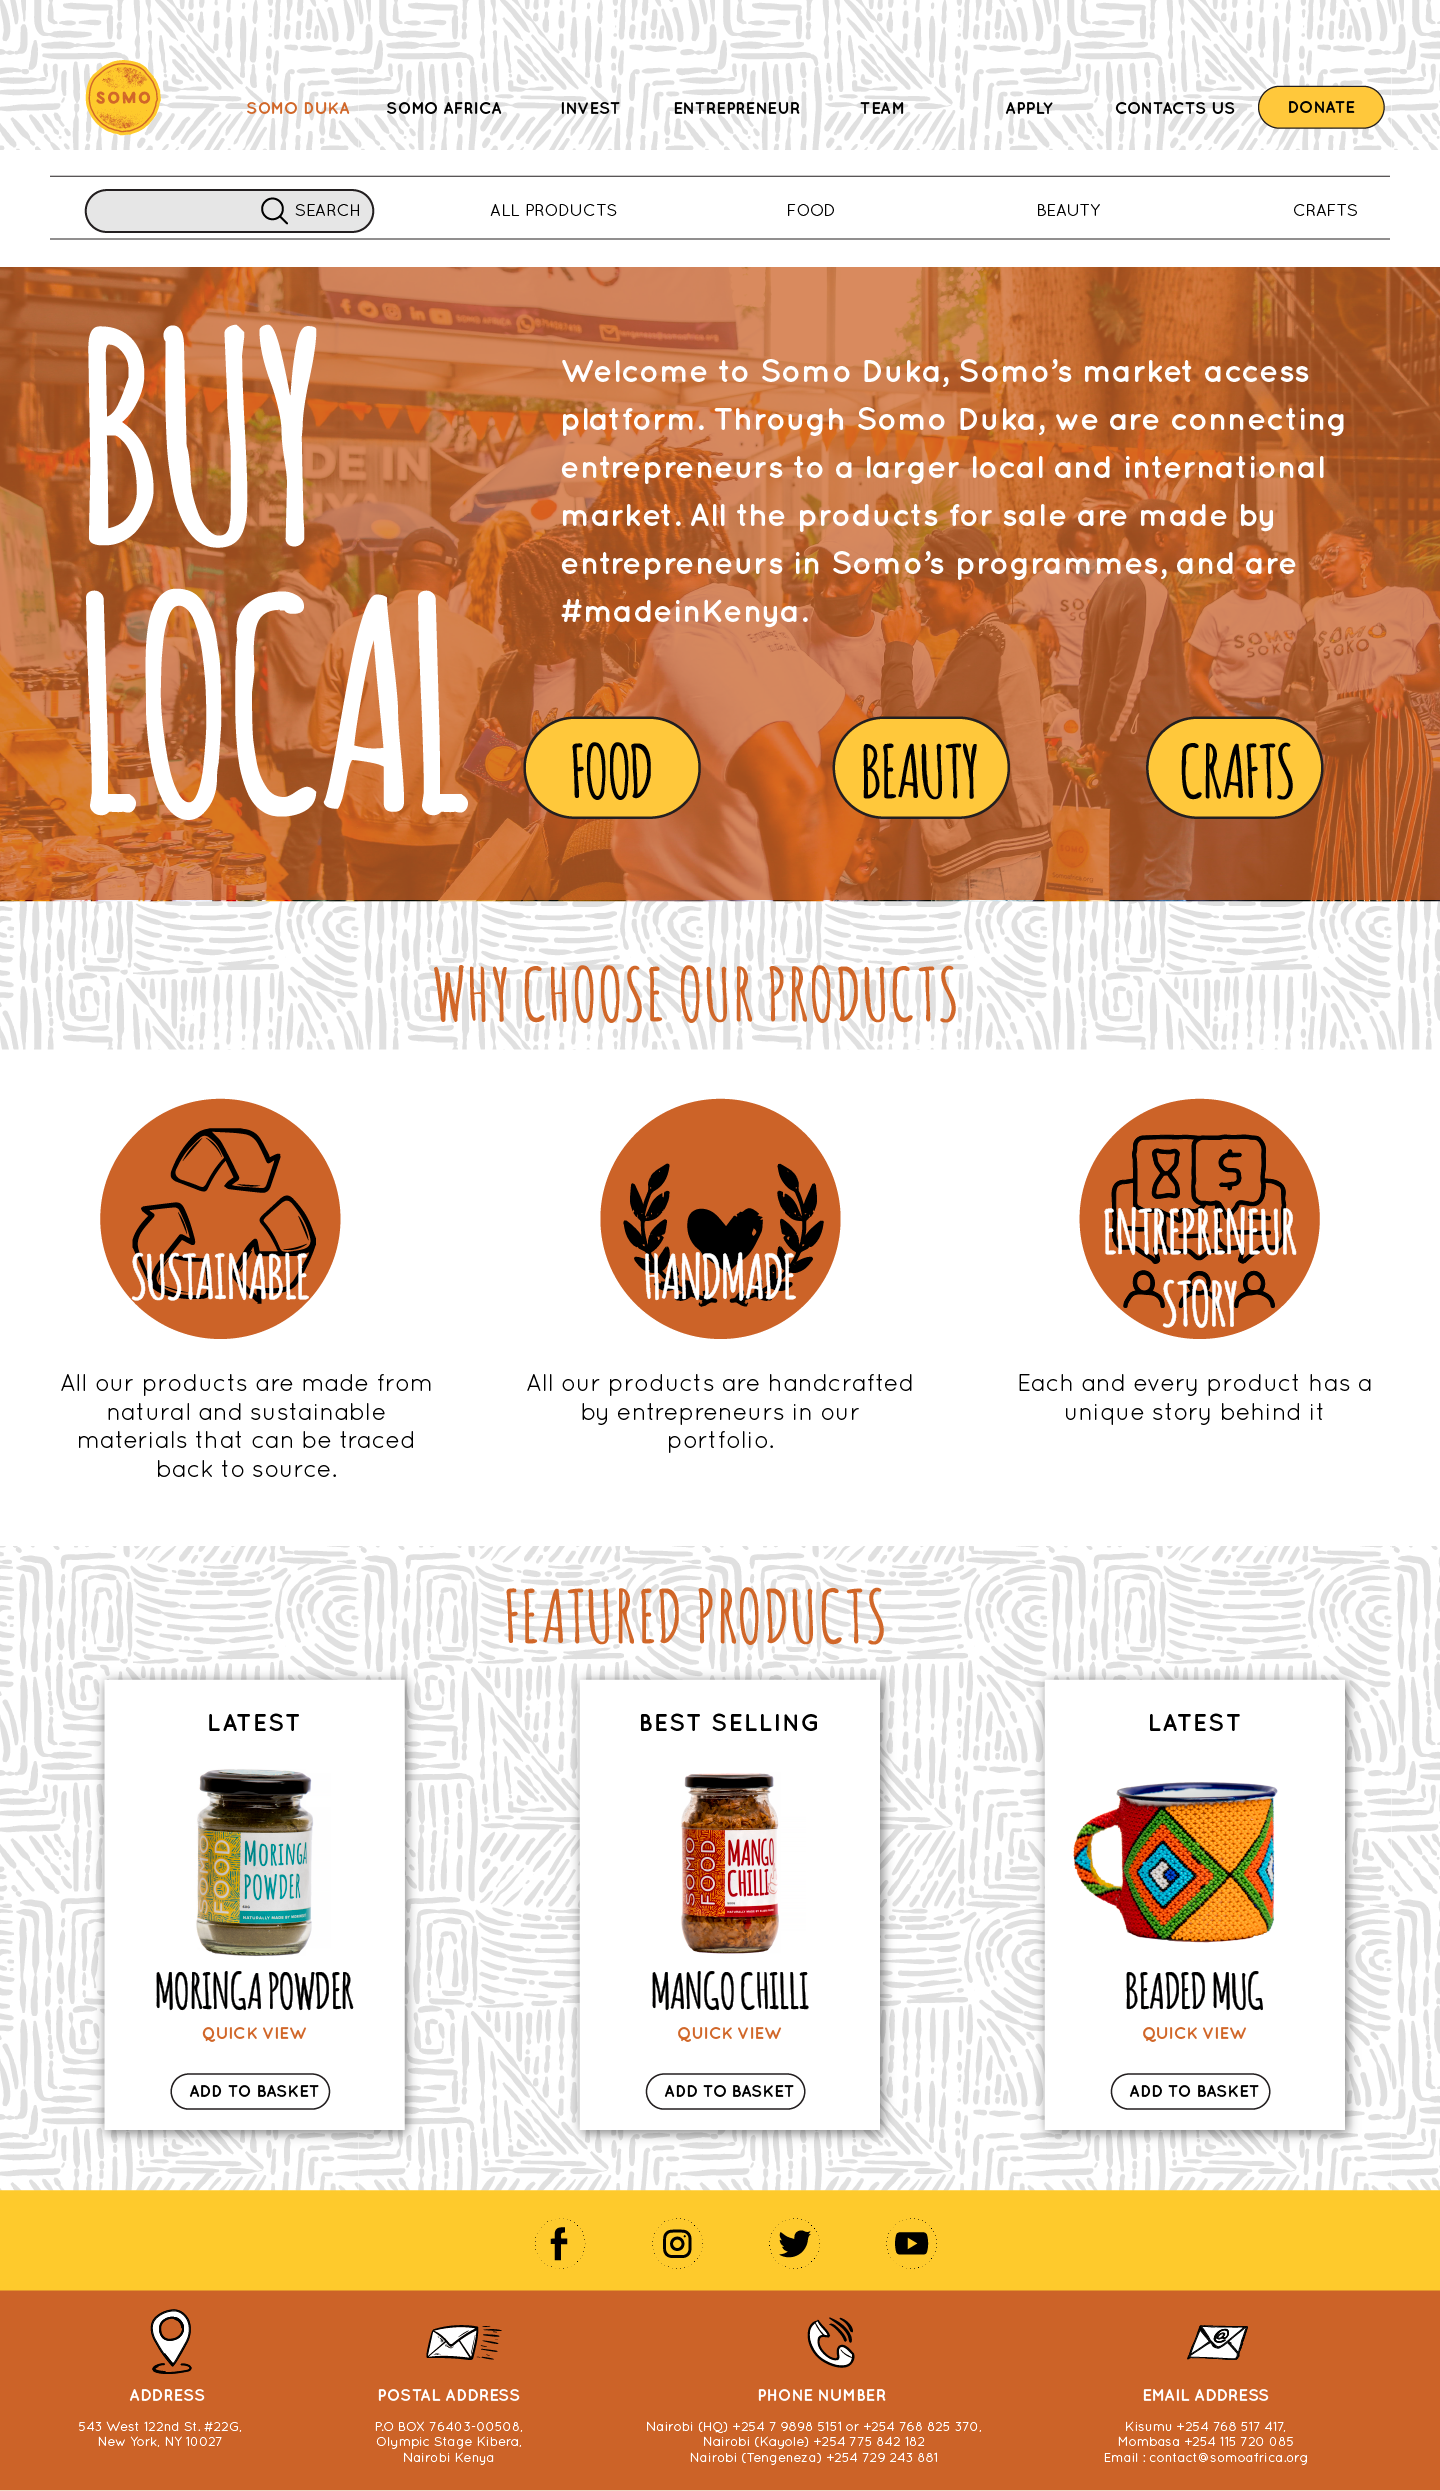 SOMO
SOMO DUKA
SOMO AFRICA
INVEST
ENTREPRENEUR
TEAM
APPLY
CONTACTS US
DONATE
SEARCH
ALL PRODUCTS
FOOD
BEAUTY
CRAFTS
BUY
LOCAL
MADE IN
Welcome to Somo Duka, Somo’s market access
platform. Through Somo Duka, we are connecting
entrepreneurs to a larger local and international
market. All the products for sale are made by
entrepreneurs in Somo’s programmes, and are
#madeinKenya.
SOMO
SOKO
SOMO
SOKO
FOOD
BEAUTY
CRAFTS
WHY CHOOSE OUR PRODUCTS
SUSTAINABLE
HANDMADE
$
ENTREPRENEUR
STORY
All our products are made from
natural and sustainable
materials that can be traced
back to source.
All our products are handcrafted
by entrepreneurs in our
portfolio.
Each and every product has a
unique story behind it
FEATURED PRODUCTS
LATEST
SOMO
FOOD
MORINGA
POWDER
MORINGA POWDER
QUICK VIEW
ADD TO BASKET
BEST SELLING
SOMO
FOOD
MANGO
CHILLI
MANGO CHILLI
QUICK VIEW
ADD TO BASKET
LATEST
BEADED MUG
QUICK VIEW
ADD TO BASKET
ADDRESS
543 West 122nd St. #22G,
New York, NY 10027
POSTAL ADDRESS
P.O BOX 76403-00508,
Olympic Stage Kibera,
Nairobi Kenya
PHONE NUMBER
Nairobi (HQ) +254 7 9898 5151 or +254 768 825 370,
Nairobi (Kayole) +254 775 842 182
Nairobi (Tengeneza) +254 729 243 881
@
EMAIL ADDRESS
Kisumu +254 768 517 417,
Mombasa +254 115 720 085
Email : contact@somoafrica.org